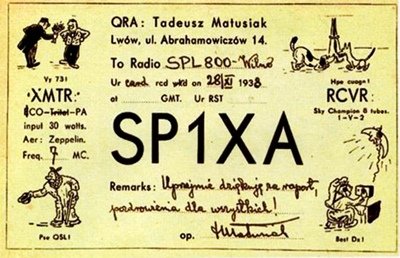 QRA: Tadeusz Matusiak
Lwów, ul. Abrahamowiczów 14.
To Radio SPL800-Wilno
Ur card rcd wkd on 28/XI 1938
at GMT. Ur RST
Vy 73!
XMTR:
CO-Tritet-PA
input 30 watts.
Aer: Zeppelin.
Freq. 7 MC.
Hpe cuagn!
RCVR:
Sky Champion 8 tubes.
1-V-2
SP1XA
Remarks: Uprzejmie dziękuję za raport,
pozdrowienia dla wszystkich!
op. TMatusiak
Pse QSL!
Best Dx!